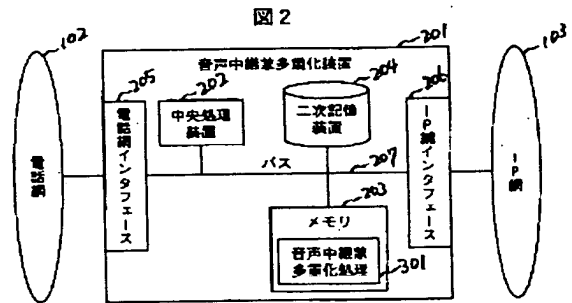 図2
102
201
103
音声中継兼多重化装置
205
202
204
206
中央処理
装置
二次記憶
装置
電話網
電話網インタフェース
バス
207
IP網インタフェース
IP網
203
メモリ
音声中継兼
多重化処理
301